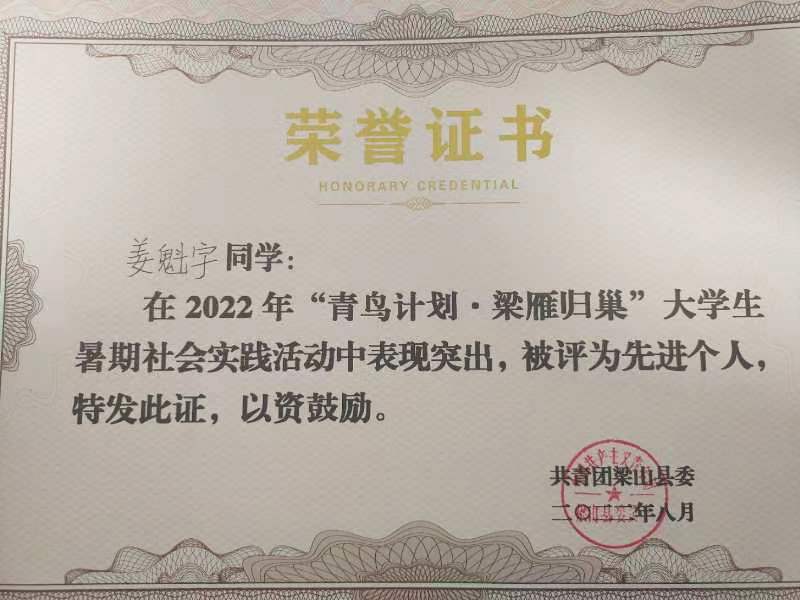 荣誉证书
HONORARY CREDENTIAL
姜魁宇同学：
在 2022 年“青鸟计划·梁雁归巢”大学生
暑期社会实践活动中表现突出，被评为先进个人，
特发此证，以资鼓励。
共青团梁山县委
二〇二二年八月